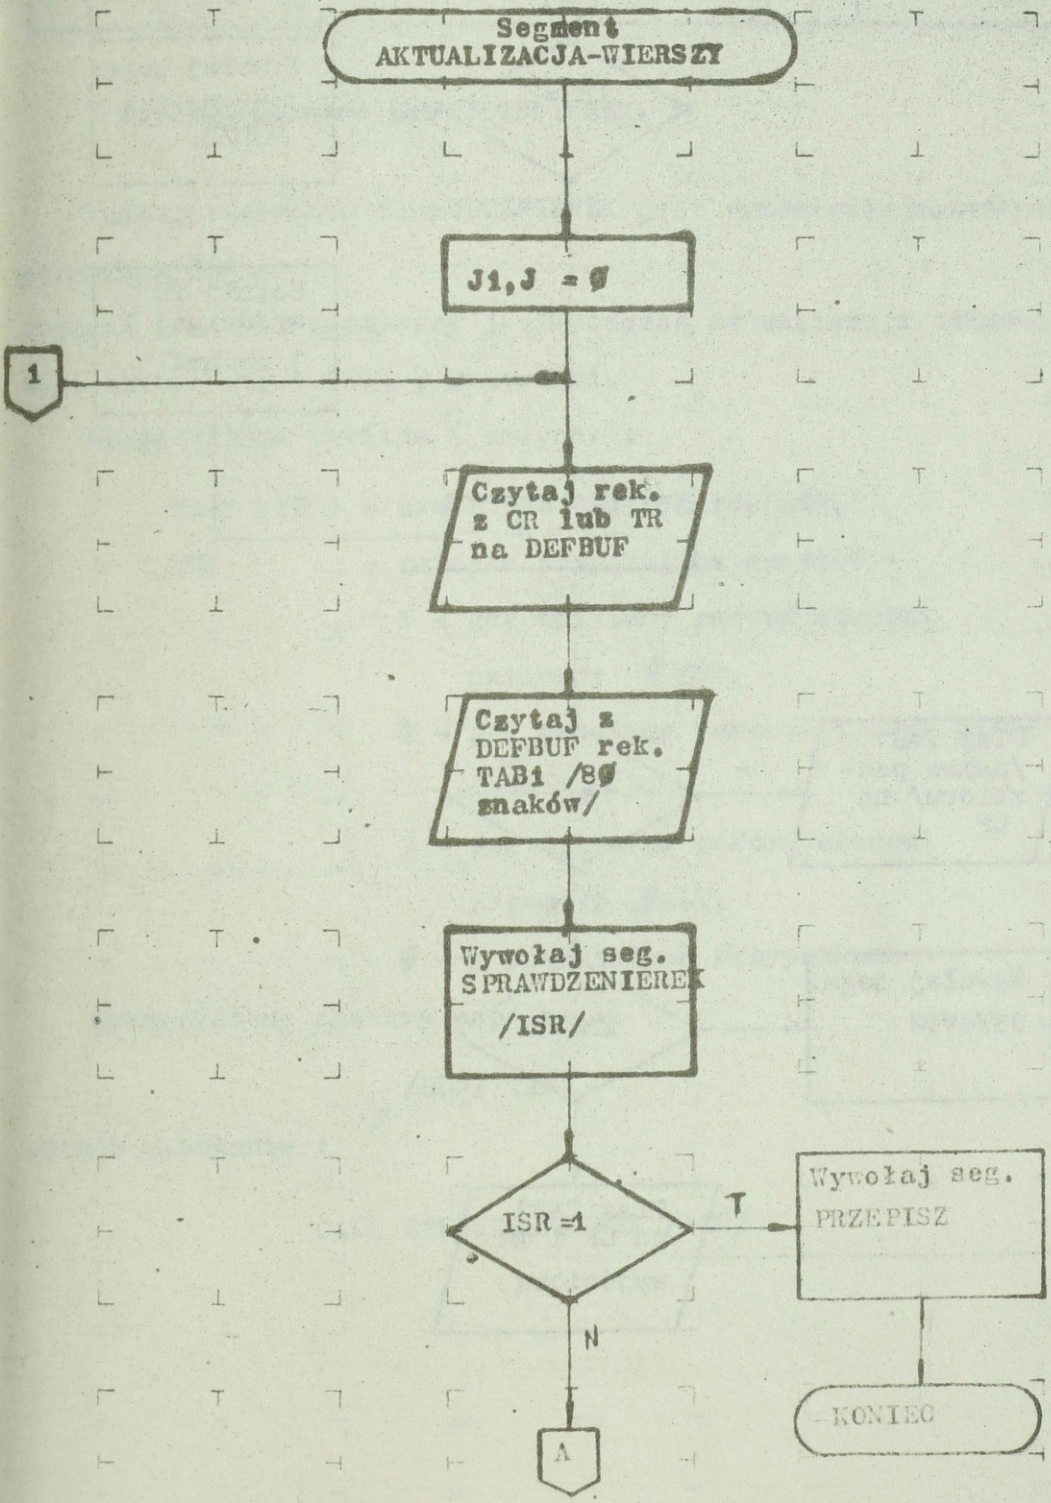 Segment
AKTUALIZACJA-WIERSZY
J1,J = Ø
1
Czytaj rek.
z CR lub TR
na DEFBUF
Czytaj z
DEFBUF rek.
TAB1 /8Ø
znaków/
Wywołaj seg.
SPRAWDZENIEREK
/ISR/
ISR=1
T
Wywołaj seg.
PRZEPISZ
N
KONIEC
A